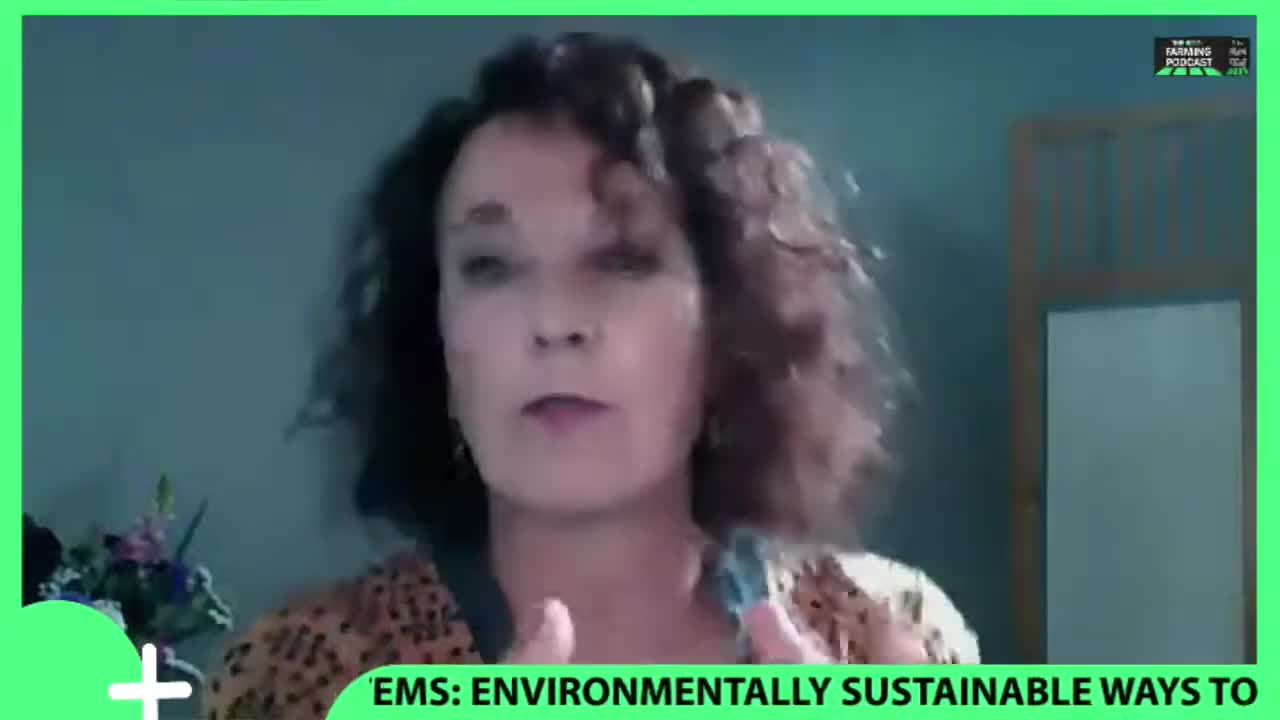 FARMING
PODCAST
'EMS: ENVIRONMENTALLY SUSTAINABLE WAYS TO